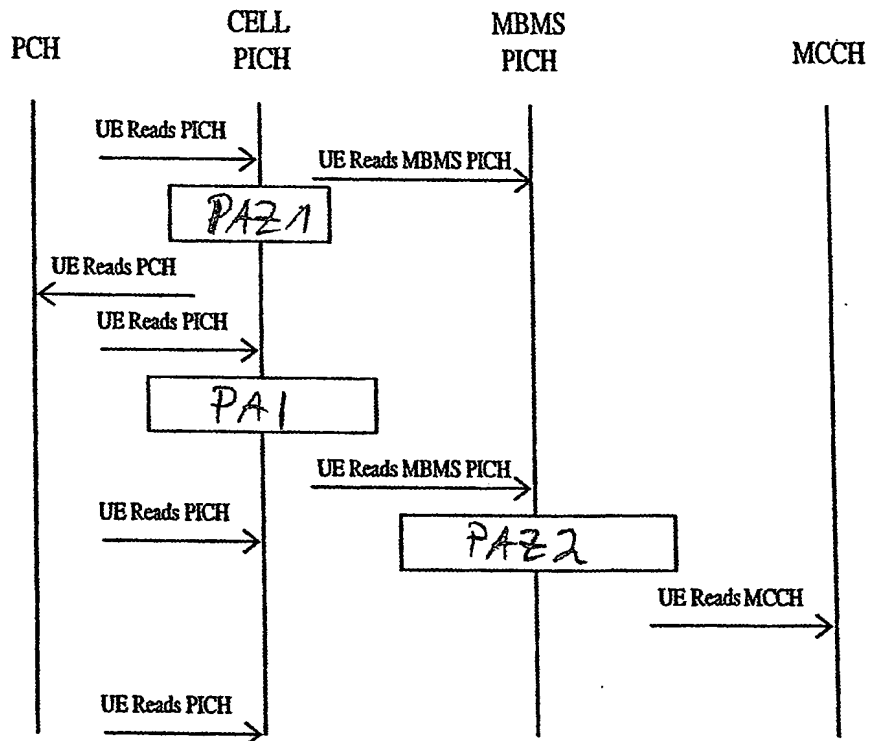 PCH
CELL
PICH
MBMS
PICH
MCCH
UE Reads PICH
UE Reads MBMS PICH
PAZ1
UE Reads PCH
UE Reads PICH
PA1
UE Reads MBMS PICH
UE Reads PICH
PAZ2
UE Reads MCCH
UE Reads PICH